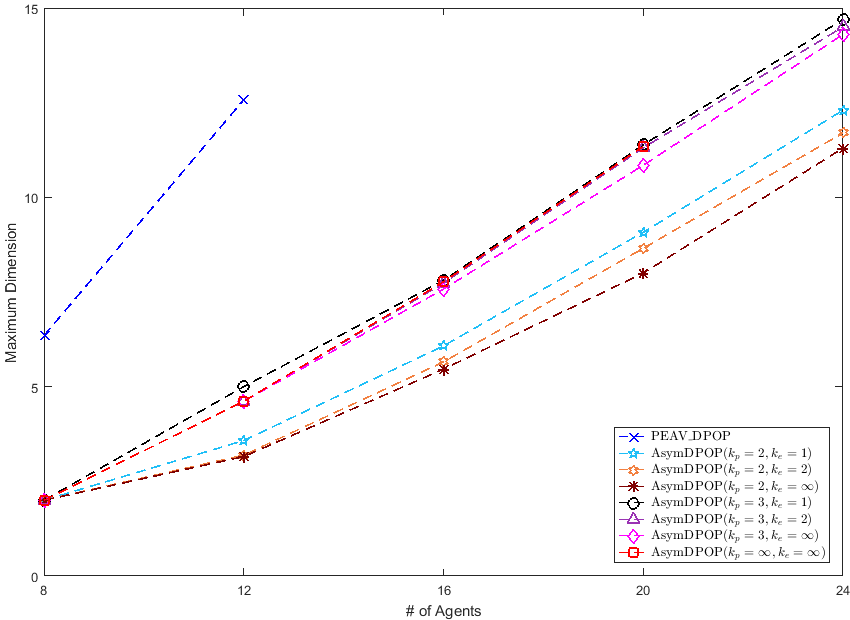 15
10
5
0
Maximum Dimension
8
12
16
20
24
# of Agents
PEAV_DPOP
AsymDPOP(kₚ = 2, kₑ = 1)
AsymDPOP(kₚ = 2, kₑ = 2)
AsymDPOP(kₚ = 2, kₑ = ∞)
AsymDPOP(kₚ = 3, kₑ = 1)
AsymDPOP(kₚ = 3, kₑ = 2)
AsymDPOP(kₚ = 3, kₑ = ∞)
AsymDPOP(kₚ = ∞, kₑ = ∞)